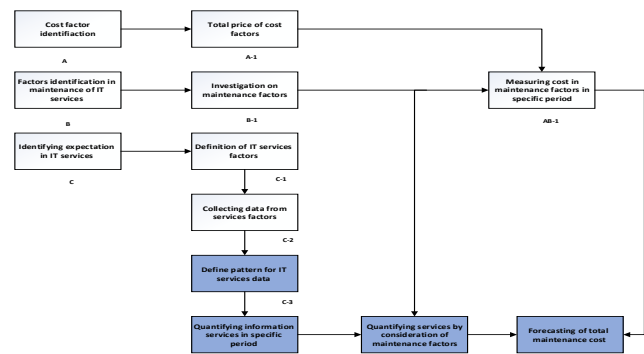 Cost factor
identifiaction
Total price of cost
factors
A
A-1
Factors identification in
maintenance of IT
services
Investigation on
maintenance factors
Measuring cost in
maintenance factors in
specific period
B
B-1
AB-1
Identifying expectation
in IT services
Definition of IT services
factors
C
C-1
Collecting data from
services factors
C-2
Define pattern for IT
services data
C-3
Quantifying information
services in specific
period
Quantifying services by
consideration of
maintenance factors
Forecasting of total
maintenance cost